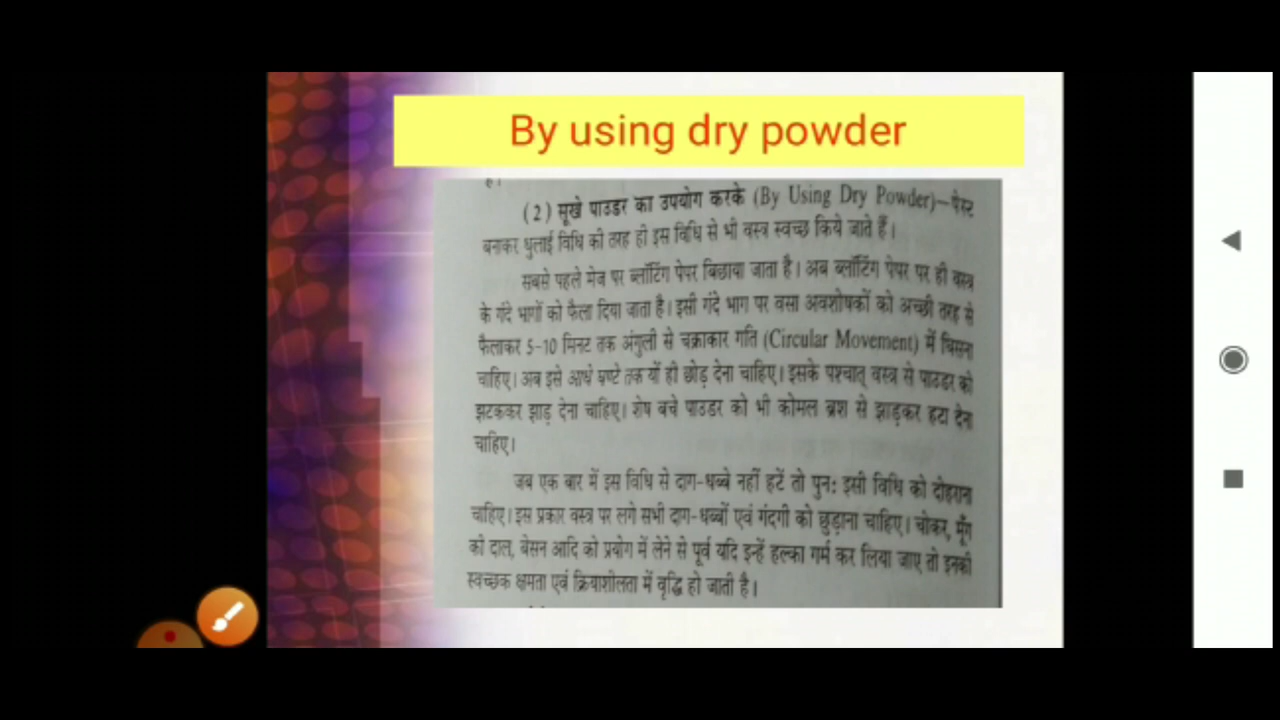 By using dry powder
है।
(2) सूखे पाउडर का उपयोग करके (By Using Dry Powder)–पेस्ट
बनाकर धुलाई विधि की तरह ही इस विधि से भी वस्त्र स्वच्छ किये जाते हैं।
सबसे पहले मेज पर ब्लॉटिंग पेपर बिछाया जाता है। अब ब्लॉटिंग पेपर पर ही वस्त्र
के गंदे भागों को फैला दिया जाता है। इसी गंदे भाग पर वसा अवशोषकों को अच्छी तरह से
फैलाकर 5-10 मिनट तक अंगुली से चक्राकार गति (Circular Movement) में घिसना
चाहिए। अब इसे आधे घण्टे तक यों ही छोड़ देना चाहिए। इसके पश्चात् वस्त्र से पाउडर को
झटककर झाड़ देना चाहिए। शेष बचे पाउडर को भी कोमल ब्रश से झाड़कर हटा देना
चाहिए।
जब एक बार में इस विधि से दाग-धब्बे नहीं हटें तो पुन: इसी विधि को दोहराना
चाहिए। इस प्रकार वस्त्र पर लगे सभी दाग-धब्बों एवं गंदगी को छुड़ाना चाहिए। चोकर, मूँग
की दाल, बेसन आदि को प्रयोग में लेने से पूर्व यदि इन्हें हल्का गर्म कर लिया जाए तो इनकी
स्वच्छक क्षमता एवं क्रियाशीलता में वृद्धि हो जाती है।